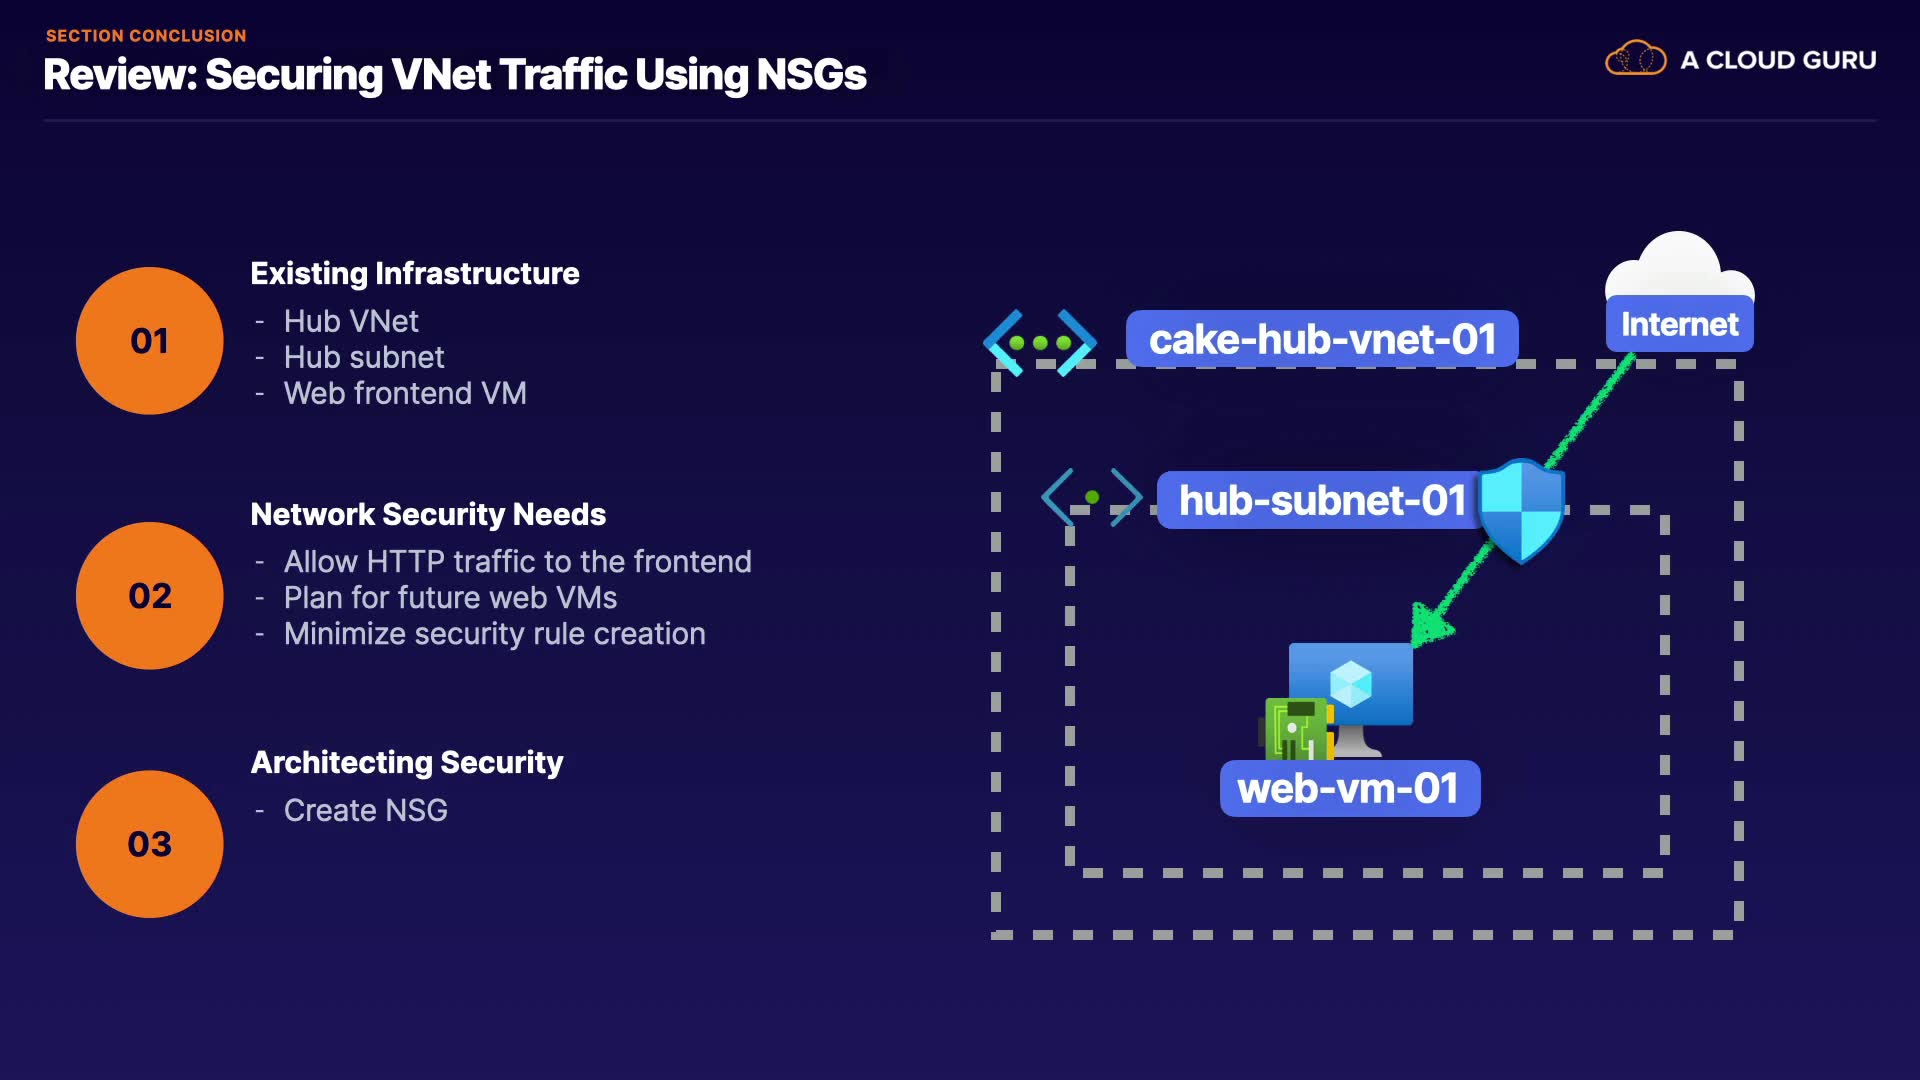 SECTION CONCLUSION
Review: Securing VNet Traffic Using NSGs
A CLOUD GURU
01
Existing Infrastructure
- Hub VNet
- Hub subnet
- Web frontend VM
02
Network Security Needs
- Allow HTTP traffic to the frontend
- Plan for future web VMs
- Minimize security rule creation
03
Architecting Security
- Create NSG
Internet
cake-hub-vnet-01
hub-subnet-01
web-vm-01